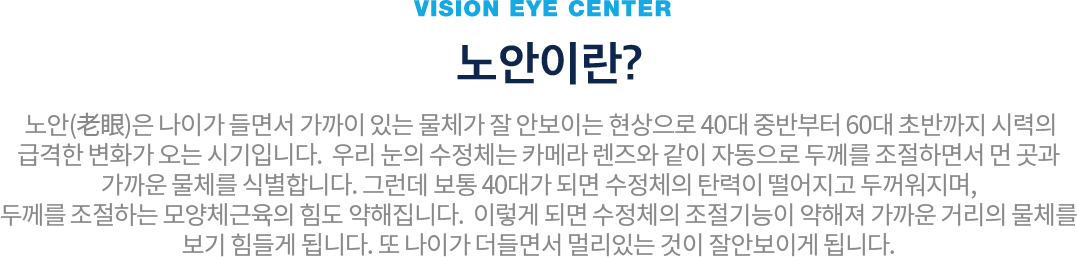 VISION EYE CENTER
노안이란?
노안(老眼)은 나이가 들면서 가까이 있는 물체가 잘 안보이는 현상으로 40대 중반부터 60대 초반까지 시력의
급격한 변화가 오는 시기입니다. 우리 눈의 수정체는 카메라 렌즈와 같이 자동으로 두께를 조절하면서 먼 곳과
가까운 물체를 식별합니다. 그런데 보통 40대가 되면 수정체의 탄력이 떨어지고 두꺼워지며,
두께를 조절하는 모양체근육의 힘도 약해집니다. 이렇게 되면 수정체의 조절기능이 약해져 가까운 거리의 물체를
보기 힘들게 됩니다. 또 나이가 더들면서 멀리있는 것이 잘안보이게 됩니다.